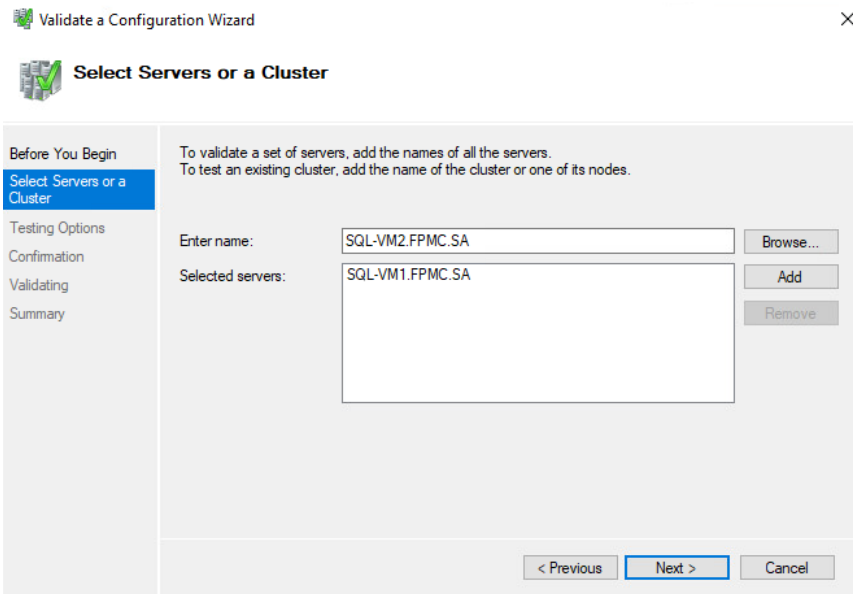 Validate a Configuration Wizard
Select Servers or a Cluster
Before You Begin
Select Servers or a
Cluster
Testing Options
Confirmation
Validating
Summary
To validate a set of servers, add the names of all the servers.
To test an existing cluster, add the name of the cluster or one of its nodes.
Enter name:
SQL-VM2.FPMC.SA
Browse...
Selected servers:
SQL-VM1.FPMC.SA
Add
Remove
< Previous
Next >
Cancel